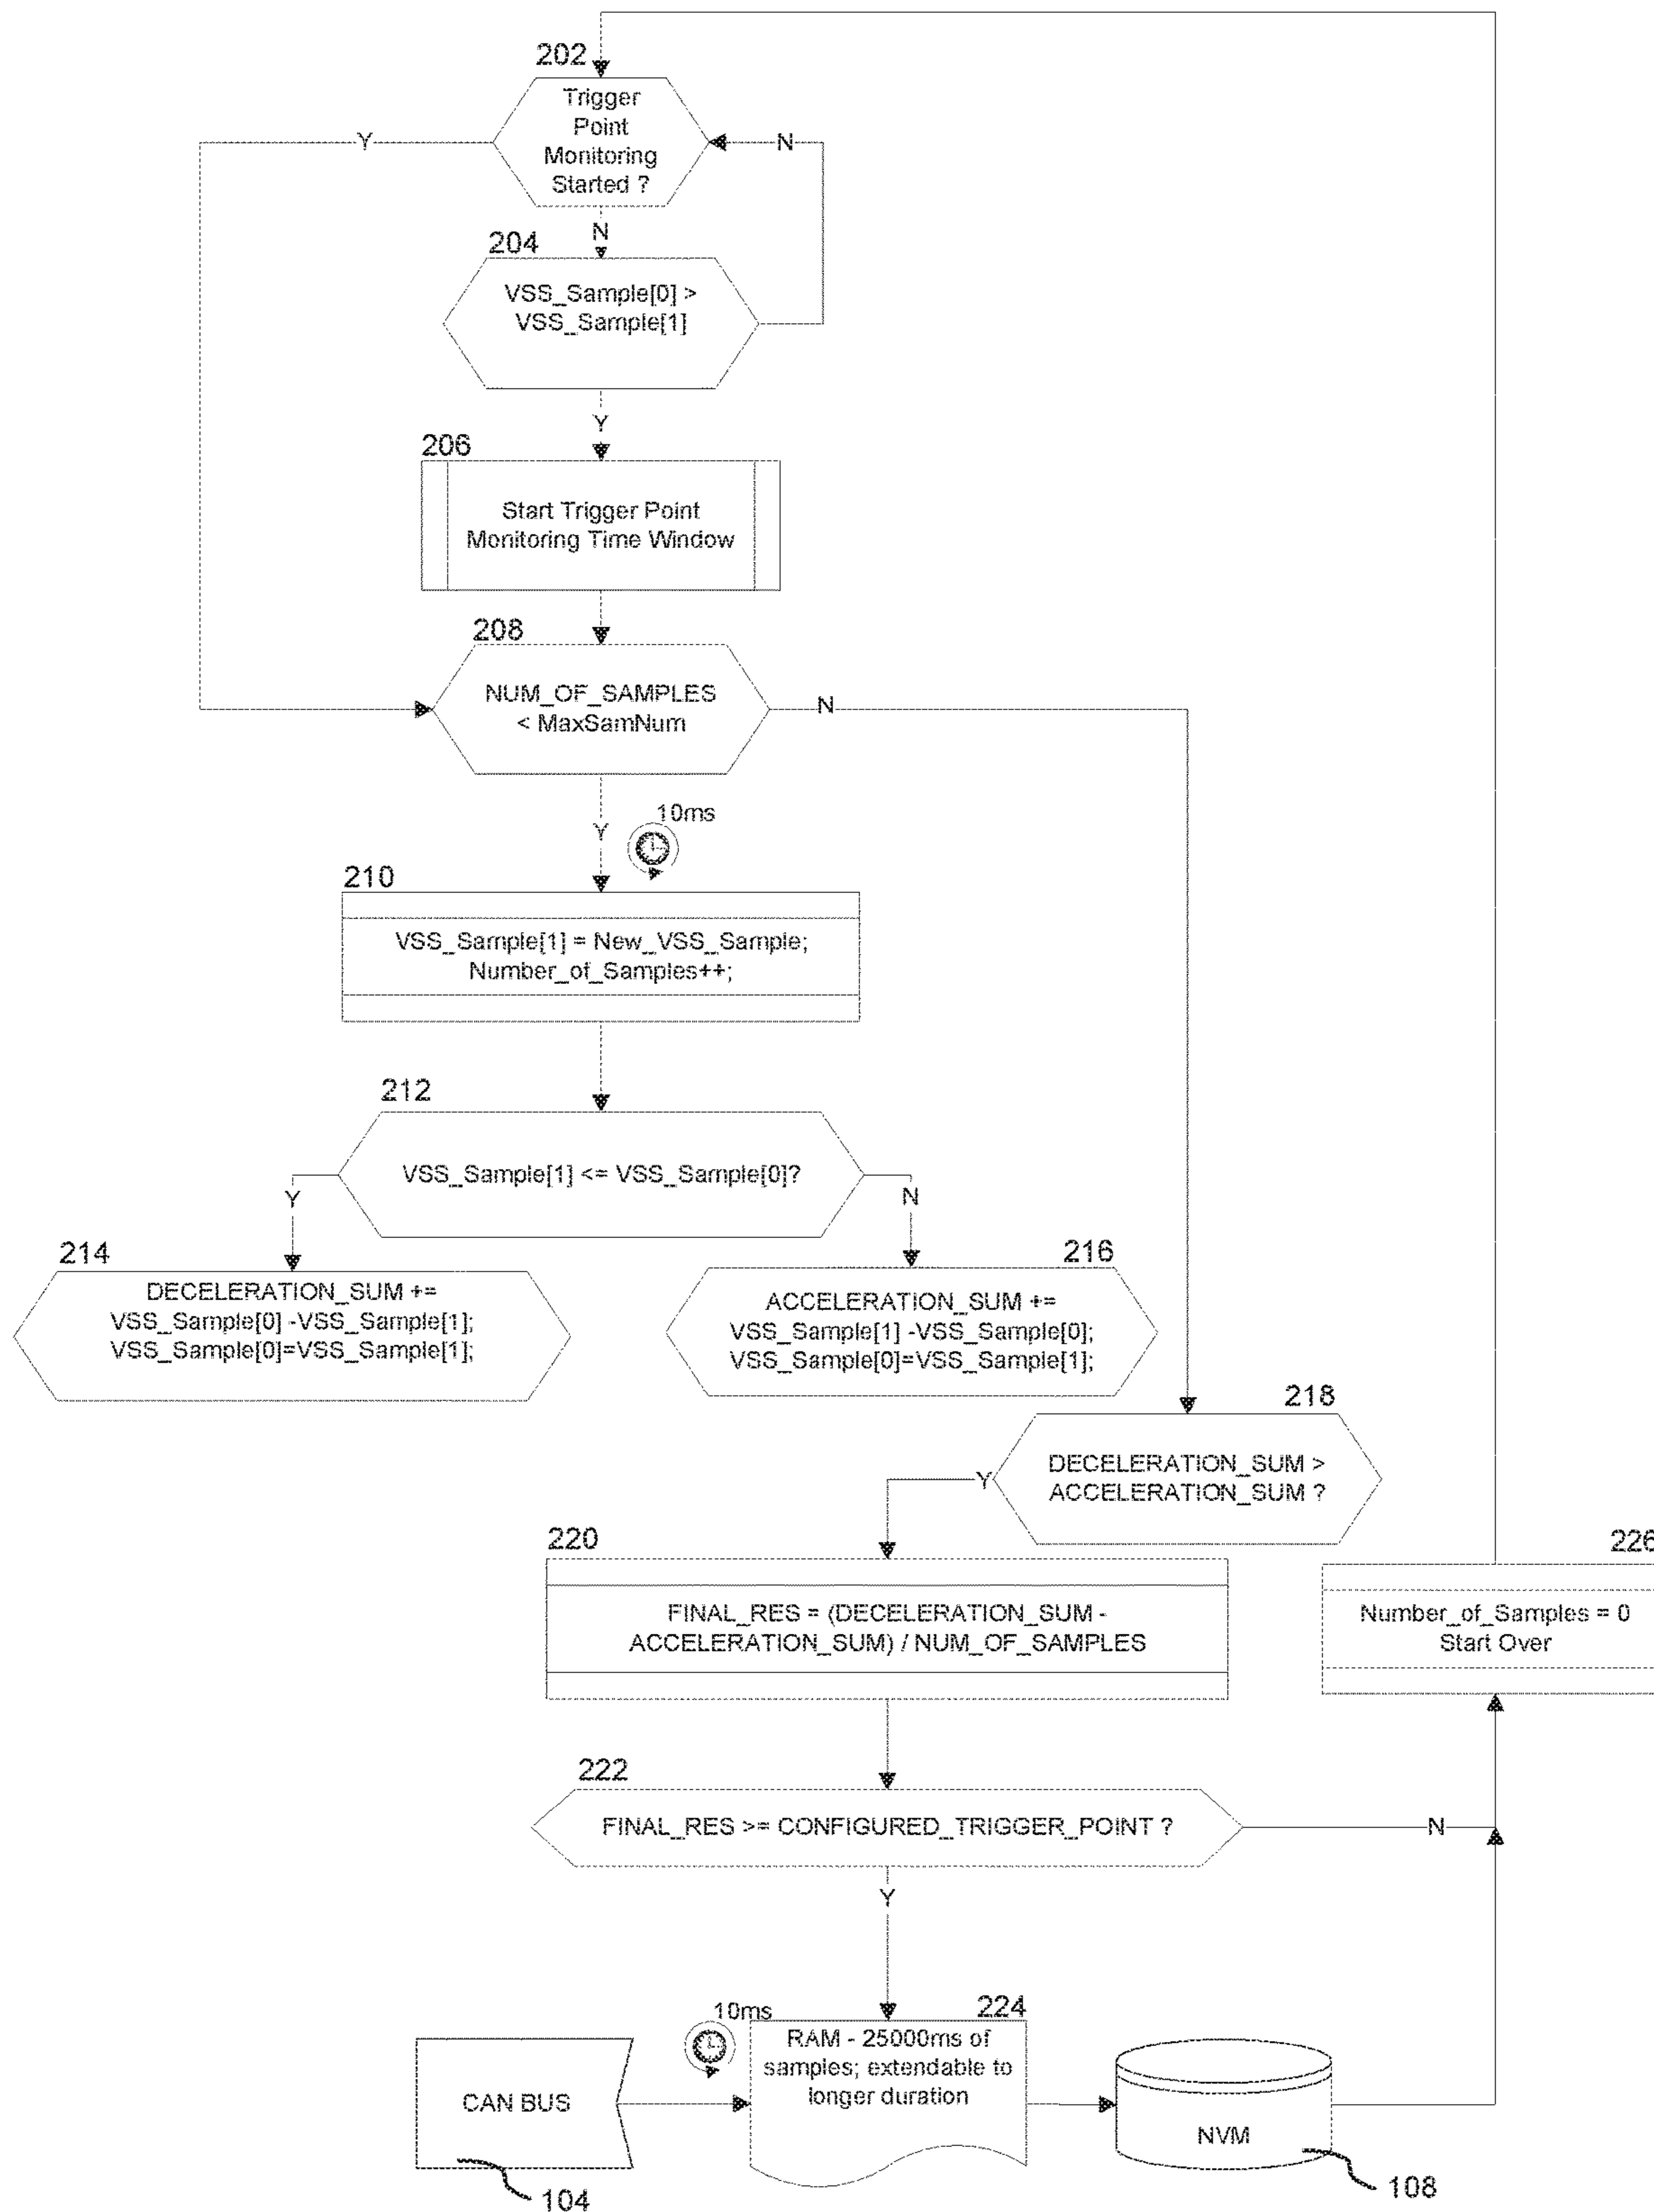 202
Trigger
Point
Monitoring
Started ?
Y
N
N
204
VSS_Sample[0] >
VSS_Sample[1]
Y
206
Start Trigger Point
Monitoring Time Window
208
NUM_OF_SAMPLES
< MaxSamNum
N
Y
10ms
210
VSS_Sample[1] = New_VSS_Sample;
Number_of_Samples++;
212
VSS_Sample[1] <= VSS_Sample[0]?
Y
N
214
DECELERATION_SUM +=
VSS_Sample[0] -VSS_Sample[1];
VSS_Sample[0]=VSS_Sample[1];
216
ACCELERATION_SUM +=
VSS_Sample[1] -VSS_Sample[0];
VSS_Sample[0]=VSS_Sample[1];
218
DECELERATION_SUM >
ACCELERATION_SUM ?
Y
220
FINAL_RES = (DECELERATION_SUM -
ACCELERATION_SUM) / NUM_OF_SAMPLES
226
Number_of_Samples = 0
Start Over
222
FINAL_RES >= CONFIGURED_TRIGGER_POINT ?
N
Y
10ms
224
RAM - 25000ms of
samples; extendable to
longer duration
CAN BUS
104
NVM
108